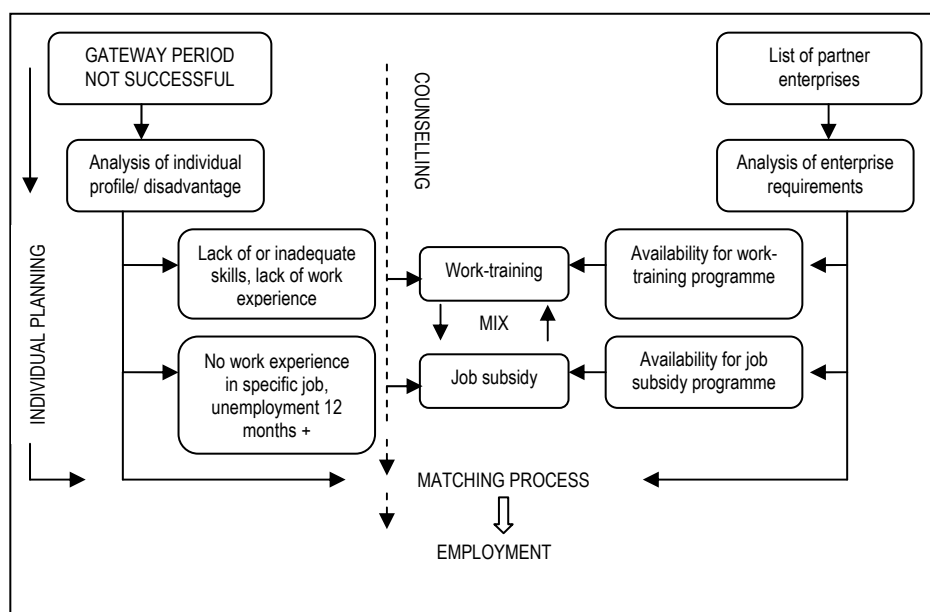 GATEWAY PERIOD
NOT SUCCESSFUL
Analysis of individual
profile/ disadvantage
Lack of or inadequate
skills, lack of work
experience
No work experience
in specific job,
unemployment 12
months +
INDIVIDUAL PLANNING
COUNSELLING
Work-training
MIX
Job subsidy
List of partner
enterprises
Analysis of enterprise
requirements
Availability for work-
training programme
Availability for job
subsidy programme
MATCHING PROCESS
EMPLOYMENT